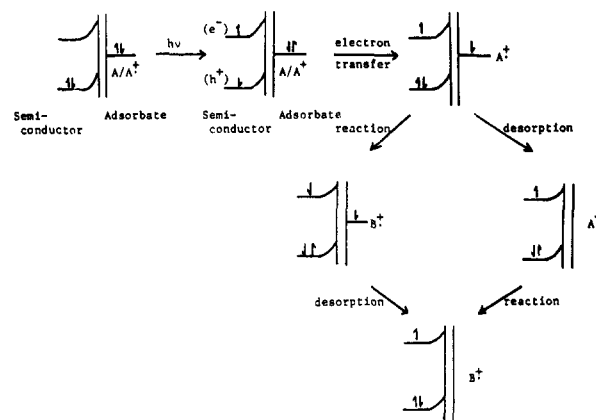 (e⁻)
hν
electron
transfer
A/A⁺̇
(h⁺)
A/A⁺̇
A⁺̇
Semi-
conductor
Adsorbate
Semi-
conductor
Adsorbate
reaction
desorption
B⁺̇
A⁺̇
desorption
reaction
B⁺̇